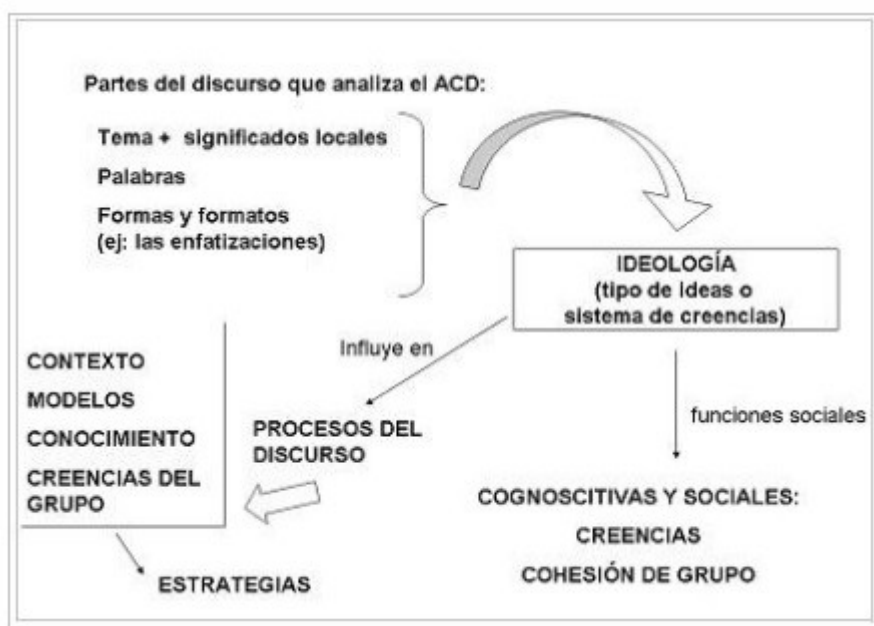 Partes del discurso que analiza el ACD:
Tema + significados locales
Palabras
Formas y formatos
(ej: las enfatizaciones)
IDEOLOGÍA
(tipo de ideas o
sistema de creencias)
Influye en
funciones sociales
CONTEXTO
MODELOS
CONOCIMIENTO
CREENCIAS DEL
GRUPO
PROCESOS DEL
DISCURSO
ESTRATEGIAS
COGNOSCITIVAS Y SOCIALES:
CREENCIAS
COHESIÓN DE GRUPO